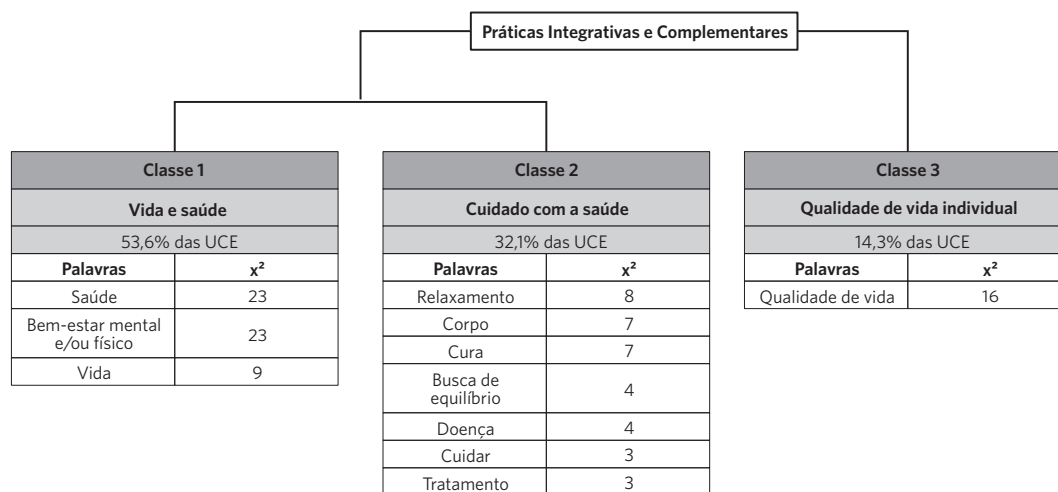 Práticas Integrativas e Complementares
Classe 1
Vida e saúde
53,6% das UCE
Palavras x²
Saúde 23
Bem-estar mental
e/ou físico 23
Vida 9
Classe 2
Cuidado com a saúde
32,1% das UCE
Palavras x²
Relaxamento 8
Corpo 7
Cura 7
Busca de
equilíbrio 4
Doença 4
Cuidar 3
Tratamento 3
Classe 3
Qualidade de vida individual
14,3% das UCE
Palavras x²
Qualidade de vida 16